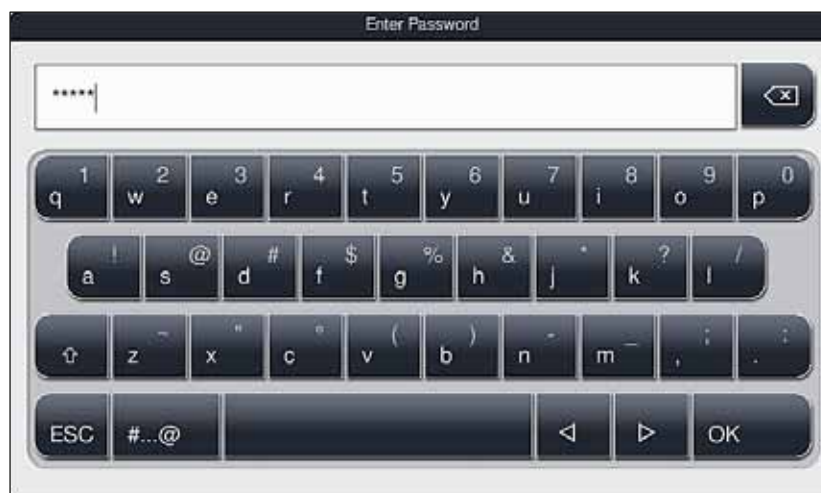 Enter Password
*****
1 2 3 4 5 6 7 8 9 0
q w e r t y u i o p
! @ # $ % & * ? /
a s d f g h j k l
~ " ° ( ) - _ ; :
z x c v b n m , .
ESC #...@ OK